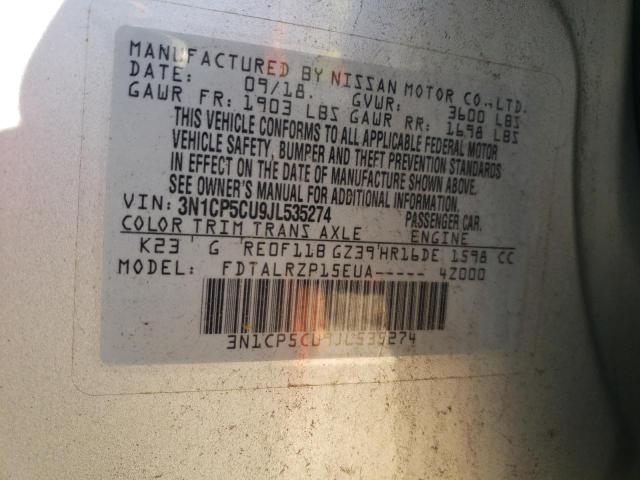 MANUFACTURED BY NISSAN MOTOR CO.,LTD.
DATE: 09/18. GVWR: 3600 LBS
GAWR FR: 1903 LBS GAWR RR: 1698 LBS
THIS VEHICLE CONFORMS TO ALL APPLICABLE FEDERAL MOTOR
VEHICLE SAFETY, BUMPER AND THEFT PREVENTION STANDARDS
IN EFFECT ON THE DATE OF MANUFACTURE SHOWN ABOVE.
SEE OWNER'S MANUAL FOR ADDITIONAL INFORMATION.
VIN: 3N1CP5CU9JL535274 PASSENGER CAR.
COLOR TRIM TRANS AXLE ENGINE
K23 G RE0F11B GZ39 HR16DE 1598 CC
MODEL: FDTALRZP15EUA----- 4Z000
3N1CP5CU9JL535274